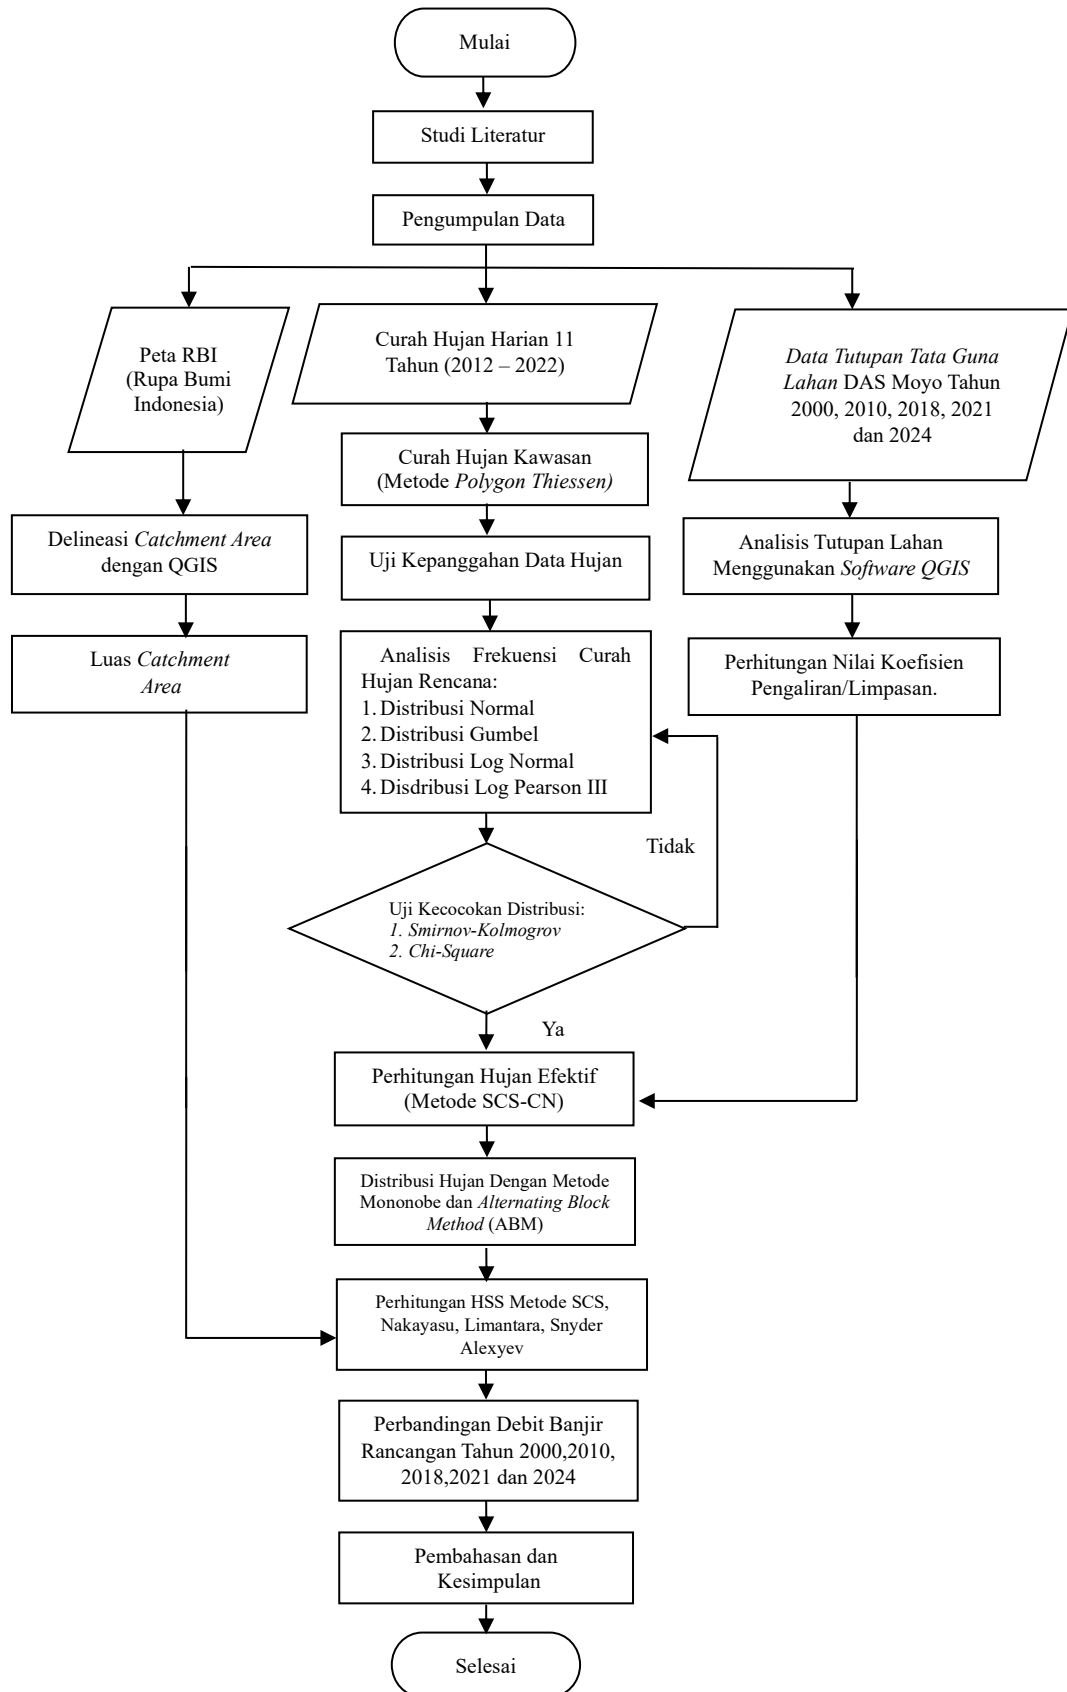 Mulai
Studi Literatur
Pengumpulan Data
Peta RBI
(Rupa Bumi
Indonesia)
Curah Hujan Harian 11
Tahun (2012 – 2022)
Data Tutupan Tata Guna
Lahan DAS Moyo Tahun
2000, 2010, 2018, 2021
dan 2024
Curah Hujan Kawasan
(Metode Polygon Thiessen)
Delineasi Catchment Area
dengan QGIS
Uji Kepanggahan Data Hujan
Analisis Tutupan Lahan
Menggunakan Software QGIS
Luas Catchment
Area
Analisis Frekuensi Curah
Hujan Rencana:
1. Distribusi Normal
2. Distribusi Gumbel
3. Distribusi Log Normal
4. Disdribusi Log Pearson III
Perhitungan Nilai Koefisien
Pengaliran/Limpasan.
Tidak
Uji Kecocokan Distribusi:
1. Smirnov-Kolmogrov
2. Chi-Square
Ya
Perhitungan Hujan Efektif
(Metode SCS-CN)
Distribusi Hujan Dengan Metode
Mononobe dan Alternating Block
Method (ABM)
Perhitungan HSS Metode SCS,
Nakayasu, Limantara, Snyder
Alexyev
Perbandingan Debit Banjir
Rancangan Tahun 2000,2010,
2018,2021 dan 2024
Pembahasan dan
Kesimpulan
Selesai